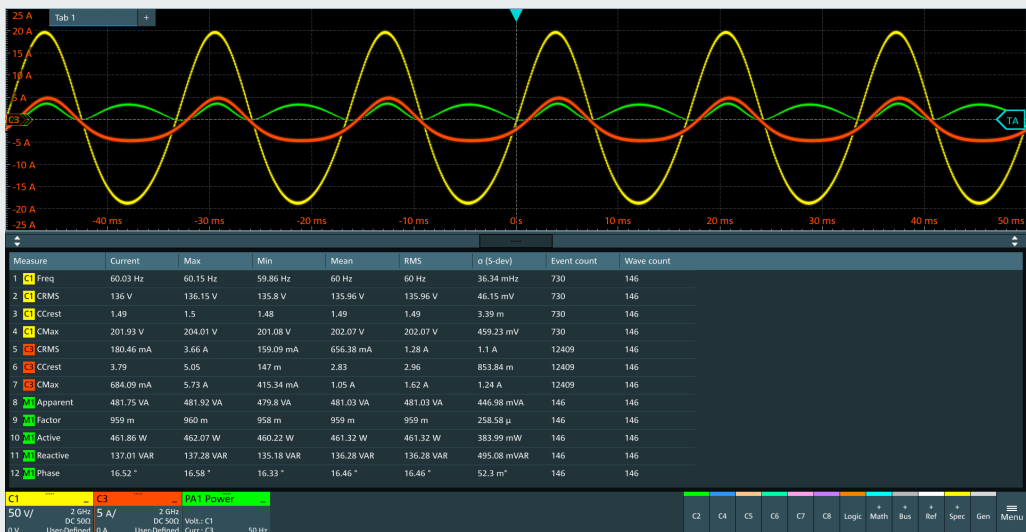 25 A
Tab 1 +
20 A
15 A
10 A
5 A
C3
TA
-5 A
-10 A
-15 A
-20 A
-40 ms -30 ms -20 ms -10 ms 0 s 10 ms 20 ms 30 ms 40 ms 50 ms
-25 A
Measure Current Max Min Mean RMS σ (S-dev) Event count Wave count
1 C1 Freq 60.03 Hz 60.15 Hz 59.86 Hz 60 Hz 60 Hz 36.34 mHz 730 146
2 C1 CRMS 136 V 136.15 V 135.8 V 135.96 V 135.96 V 46.15 mV 730 146
3 C1 CCrest 1.49 1.5 1.48 1.49 1.49 3.39 m 730 146
4 C1 CMax 201.93 V 204.01 V 201.08 V 202.07 V 202.07 V 459.23 mV 730 146
5 C3 CRMS 180.46 mA 3.66 A 159.09 mA 656.38 mA 1.28 A 1.1 A 12409 146
6 C3 CCrest 3.79 5.05 147 m 2.83 2.96 853.84 m 12409 146
7 C3 CMax 684.09 mA 5.73 A 415.34 mA 1.05 A 1.62 A 1.24 A 12409 146
8 M1 Apparent 481.75 VA 481.92 VA 479.8 VA 481.03 VA 481.03 VA 446.98 mVA 146 146
9 M1 Factor 959 m 960 m 958 m 959 m 959 m 258.58 µ 146 146
10 M1 Active 461.86 W 462.07 W 460.22 W 461.32 W 461.32 W 383.99 mW 146 146
11 M1 Reactive 137.01 VAR 137.28 VAR 135.18 VAR 136.28 VAR 136.28 VAR 495.08 mVAR 146 146
12 M1 Phase 16.52 ° 16.58 ° 16.33 ° 16.46 ° 16.46 ° 52.3 m° 146 146
C1 C3 PA1 Power
50 V/ 2 GHz 5 A/ 2 GHz
DC 50Ω DC 50Ω Volt.: C1
0 V User-Defined 0 A User-Defined Curr.: C3 50 Hz
C2 C4 C5 C6 C7 C8 Logic + Math + Bus + Ref + Spec Gen Menu